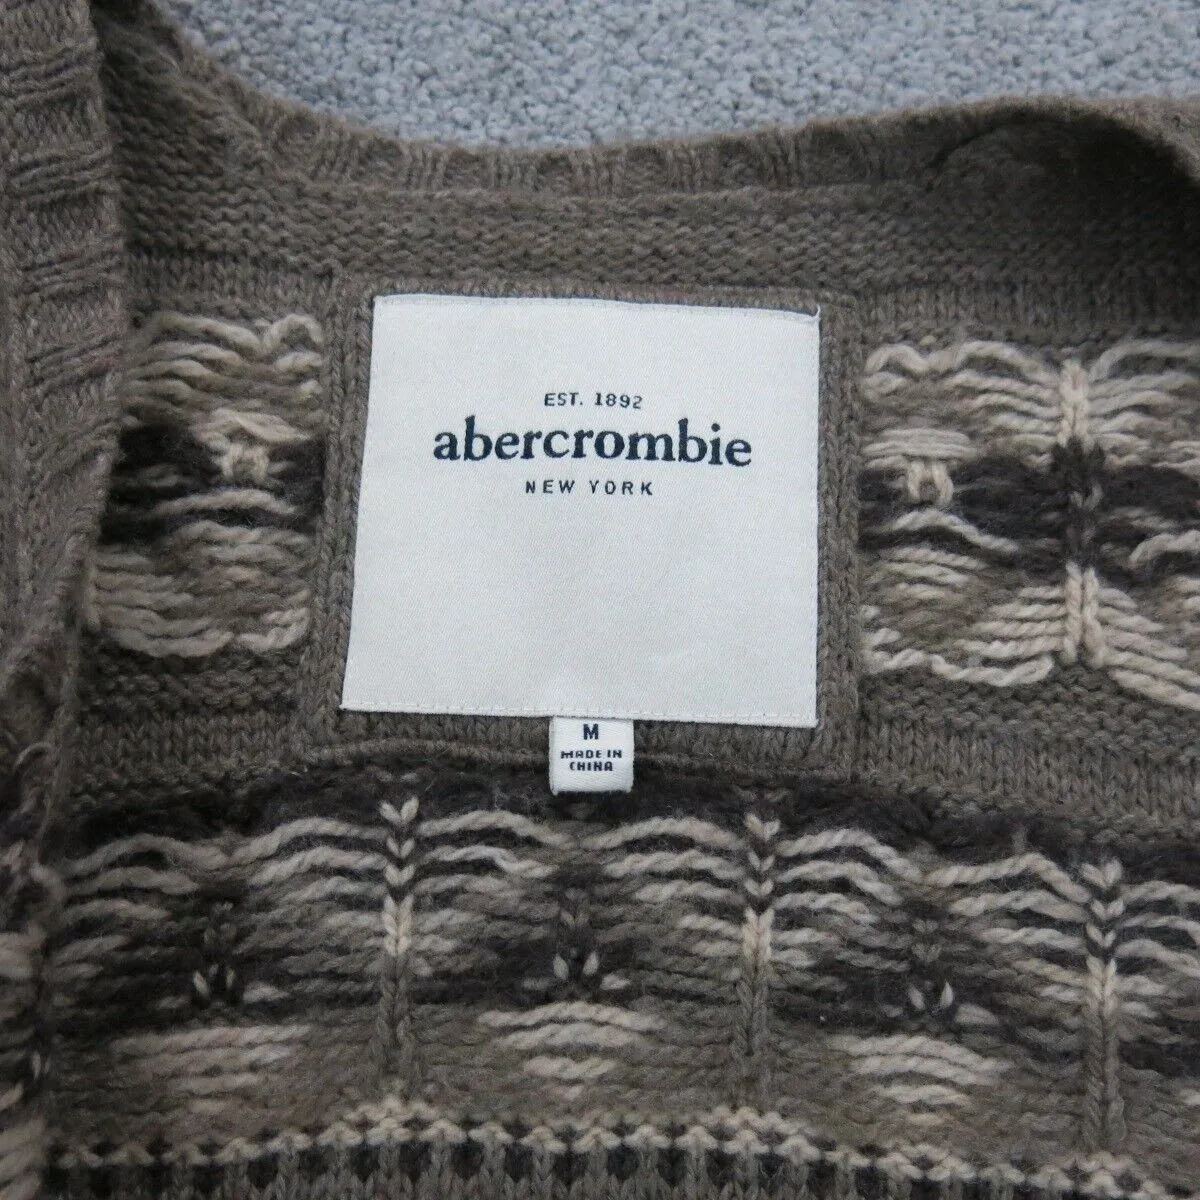 EST. 1892
abercrombie
NEW YORK
M
MADE IN
CHINA